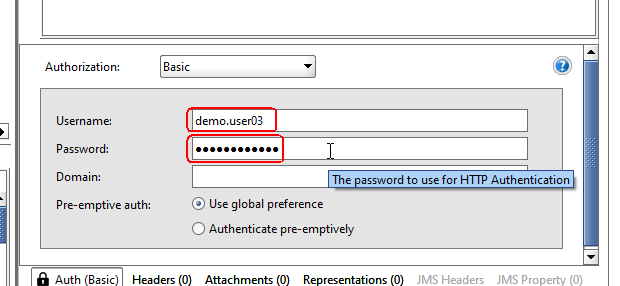 Authorization: Basic
Username: demo.user03
Password: ●●●●●●●●●●●●
Domain:
The password to use for HTTP Authentication
Pre-emptive auth: Use global preference
Authenticate pre-emptively
Auth (Basic) Headers (0) Attachments (0) Representations (0) JMS Headers JMS Property (0)